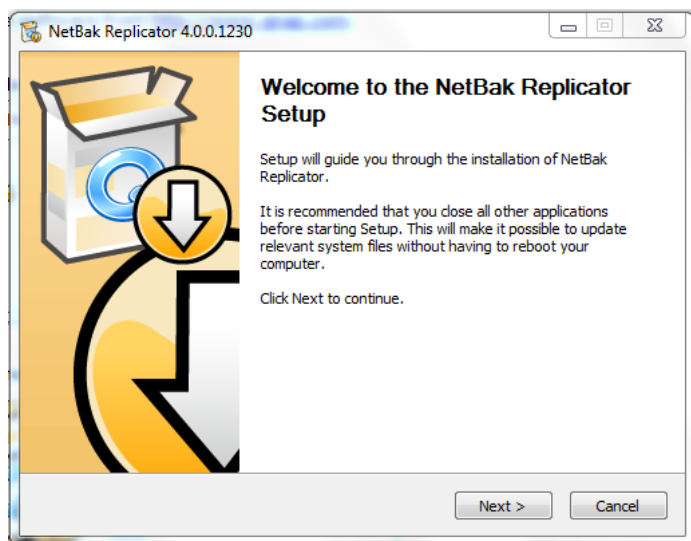 NetBak Replicator 4.0.0.1230
Welcome to the NetBak Replicator
Setup
Setup will guide you through the installation of NetBak
Replicator.
It is recommended that you close all other applications
before starting Setup. This will make it possible to update
relevant system files without having to reboot your
computer.
Click Next to continue.
Next >
Cancel